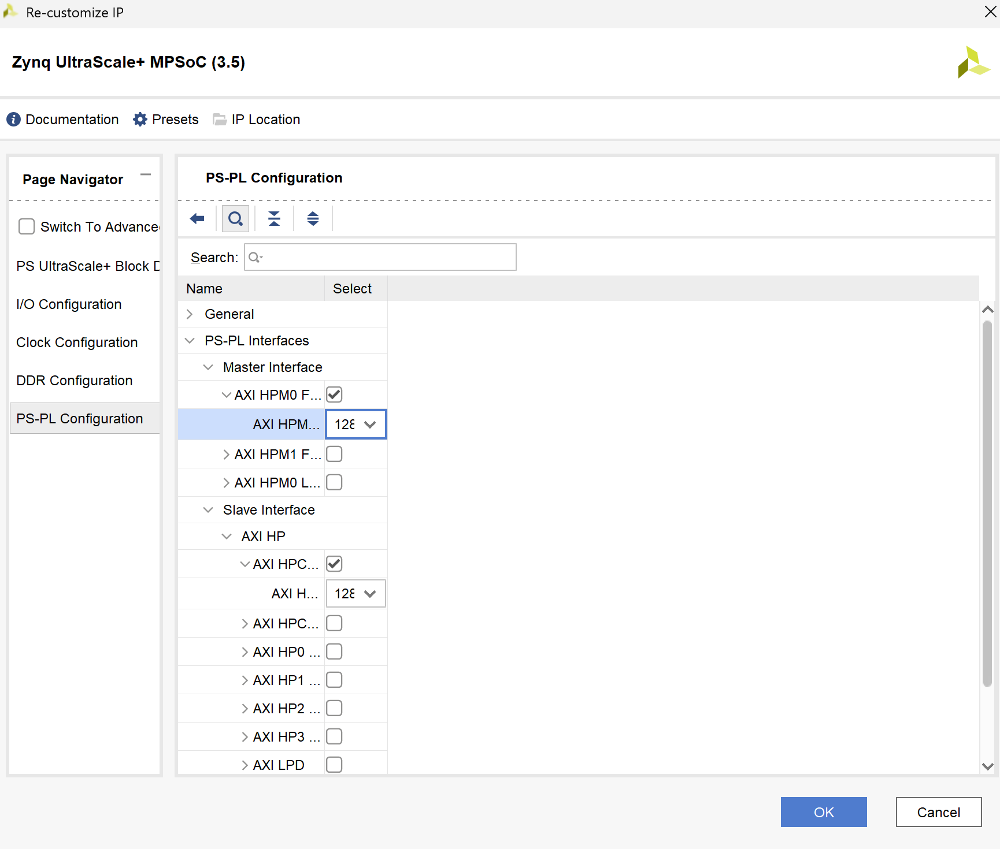 Re-customize IP
Zynq UltraScale+ MPSoC (3.5)
Documentation Presets IP Location
Page Navigator
Switch To Advance
PS UltraScale+ Block D
I/O Configuration
Clock Configuration
DDR Configuration
PS-PL Configuration
PS-PL Configuration
Search:
Name Select
General
PS-PL Interfaces
Master Interface
AXI HPM0 F...
AXI HPM... 128
AXI HPM1 F...
AXI HPM0 L...
Slave Interface
AXI HP
AXI HPC...
AXI H... 128
AXI HPC...
AXI HP0 ...
AXI HP1 ...
AXI HP2 ...
AXI HP3 ...
AXI LPD
OK Cancel